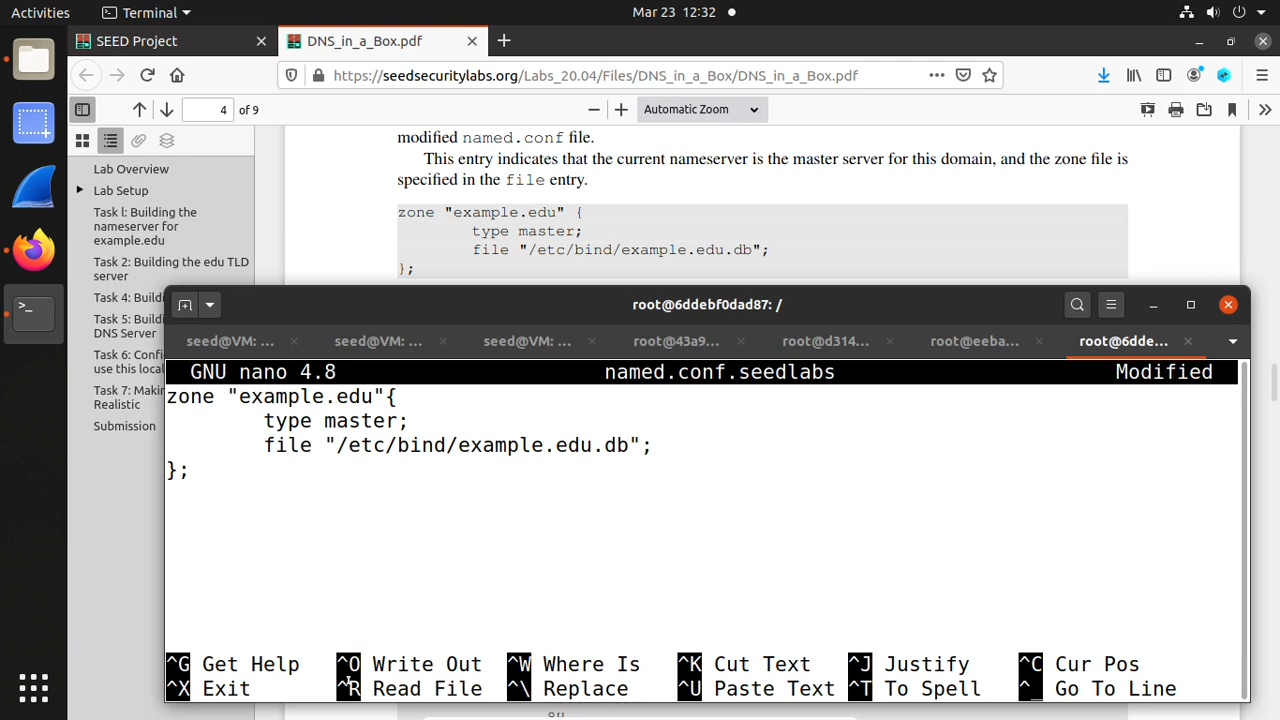 Activities Terminal Mar 23 12:32
SEED Project DNS_in_a_Box.pdf
https://seedsecuritylabs.org/Labs_20.04/Files/DNS_in_a_Box/DNS_in_a_Box.pdf
4 of 9 Automatic Zoom
Lab Overview
Lab Setup
Task l: Building the
nameserver for
example.edu
Task 2: Building the edu TLD
server
Task 4: Buildi
Task 5: Buildi
DNS Server
Task 6: Confi
use this local
Task 7: Makin
Realistic
Submission
modified named.conf file.
This entry indicates that the current nameserver is the master server for this domain, and the zone file is
specified in the file entry.
zone "example.edu" {
type master;
file "/etc/bind/example.edu.db";
};
root@6ddebf0dad87: /
seed@VM: ... seed@VM: ... seed@VM: ... root@43a9... root@d314... root@eeba... root@6dde...
GNU nano 4.8 named.conf.seedlabs Modified
zone "example.edu"{
type master;
file "/etc/bind/example.edu.db";
};
^G Get Help ^O Write Out ^W Where Is ^K Cut Text ^J Justify ^C Cur Pos
^X Exit ^R Read File ^\ Replace ^U Paste Text ^T To Spell ^_ Go To Line